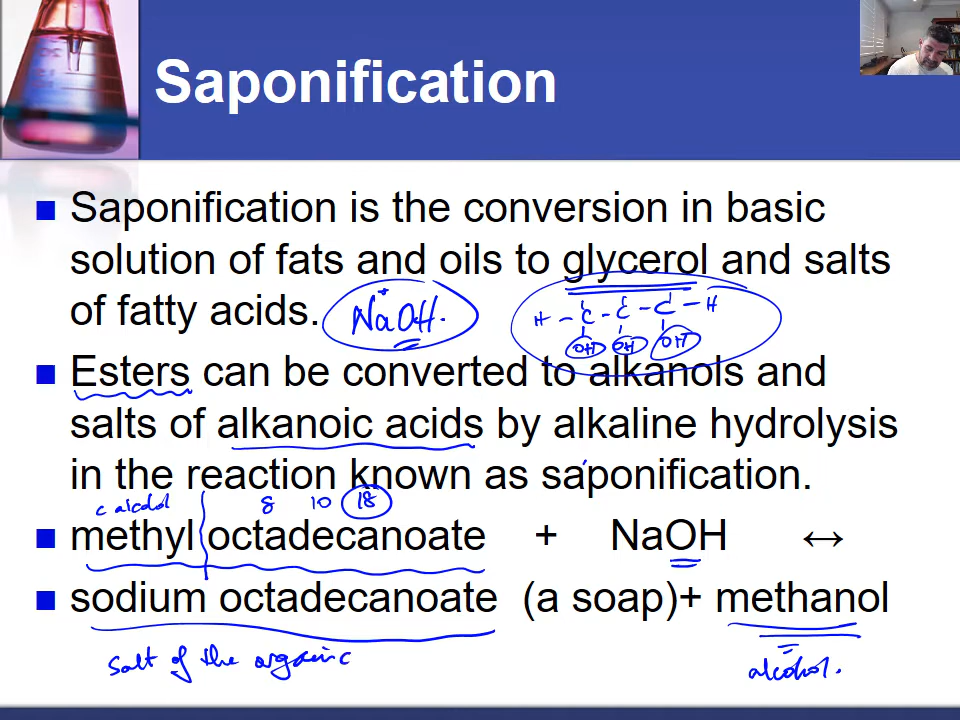 Saponification
■ Saponification is the conversion in basic
solution of fats and oils to glycerol and salts
of fatty acids. NaOH.
+
H - C - C - C - H
OH OH OH
■ Esters can be converted to alkanols and
salts of alkanoic acids by alkaline hydrolysis
in the reaction known as saponification.
alcohol 8 10 18
■ methyl octadecanoate + NaOH ↔
■ sodium octadecanoate (a soap)+ methanol
salt of the organic
alcohol.